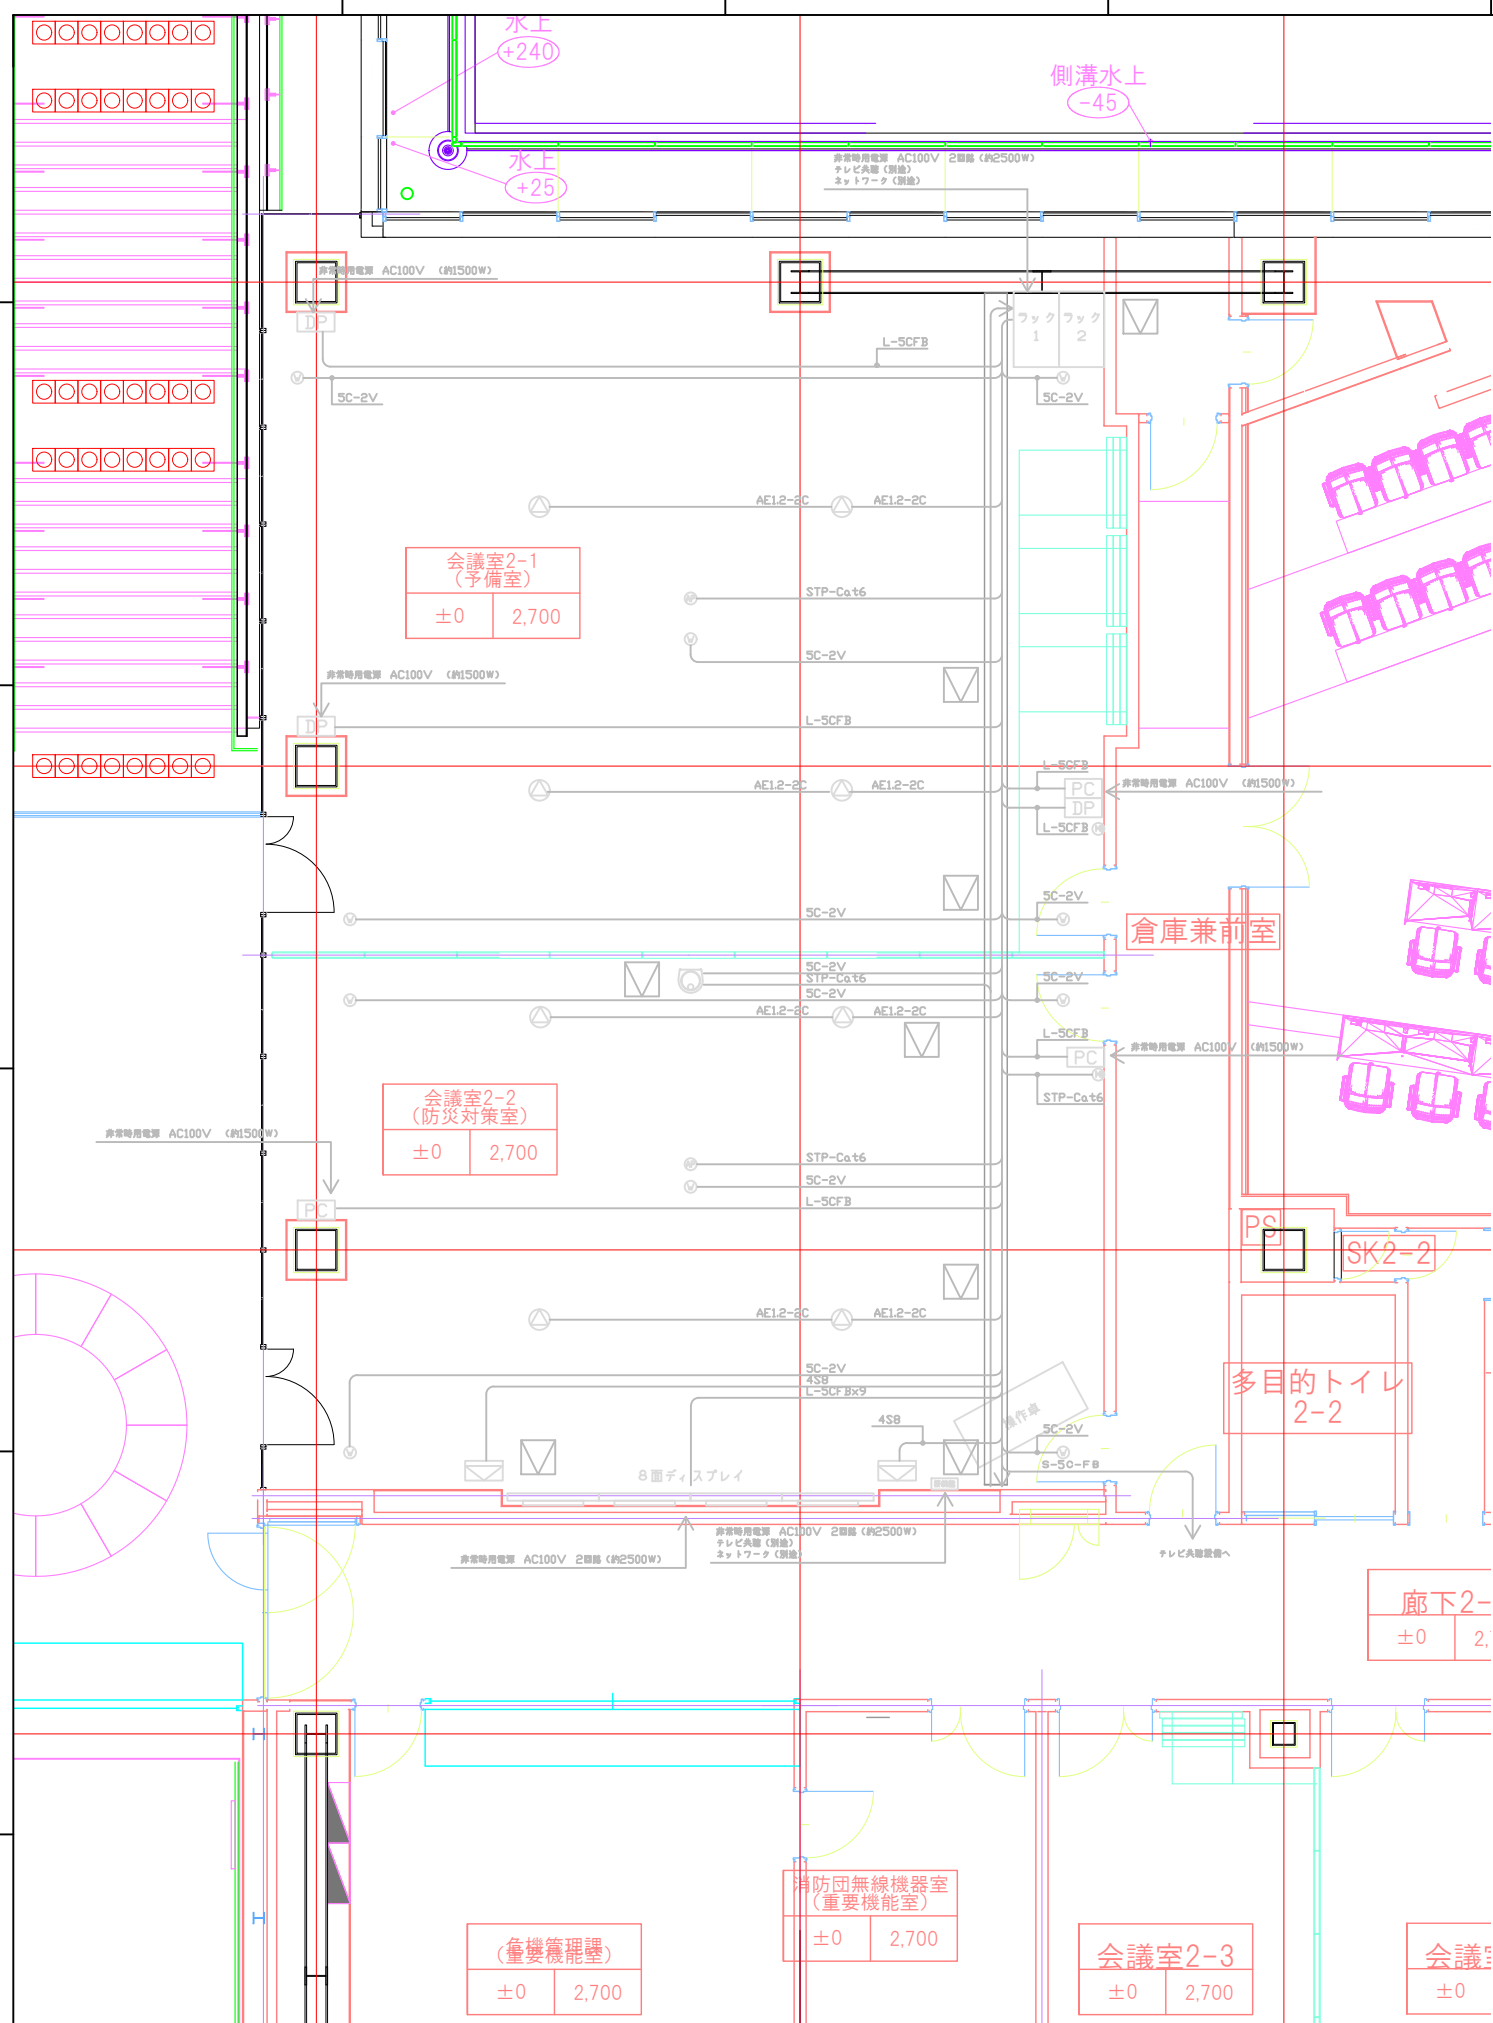 水上
+240
側溝水上
-45
水上
+25
非常時用電源 AC100V 2回路（約2500W）
テレビ共聴（別途）
ネットワーク（別途）
非常時用電源 AC100V （約1500W）
DP
ラック
1
ラック
2
L-5CFB
5C-2V
5C-2V
AE1.2-2C
AE1.2-2C
会議室2-1
（予備室）
±0
2,700
STP-Cat6
5C-2V
非常時用電源 AC100V （約1500W）
DP
L-5CFB
L-5CFB
PC
DP
非常時用電源 AC100V （約1500W）
AE1.2-2C
AE1.2-2C
L-5CFB
5C-2V
5C-2V
倉庫兼前室
5C-2V
STP-Cat6
5C-2V
5C-2V
AE1.2-2C
AE1.2-2C
L-5CFB
PC
非常時用電源 AC100V （約1500W）
STP-Cat6
会議室2-2
（防災対策室）
±0
2,700
非常時用電源 AC100V （約1500W）
STP-Cat6
5C-2V
L-5CFB
PC
PS
SK2-2
AE1.2-2C
AE1.2-2C
5C-2V
4S8
L-5CFBx9
多目的トイレ
2-2
4S8
操作卓
5C-2V
S-5C-FB
8面ディスプレイ
非常時用電源 AC100V 2回路（約2500W）
テレビ共聴（別途）
ネットワーク（別途）
非常時用電源 AC100V 2回路（約2500W）
テレビ共聴設備へ
廊下2-
±0
2,
消防団無線機器室
（重要機能室）
±0
2,700
危機管理課
（重要機能室）
±0
2,700
会議室2-3
±0
2,700
会議室
±0